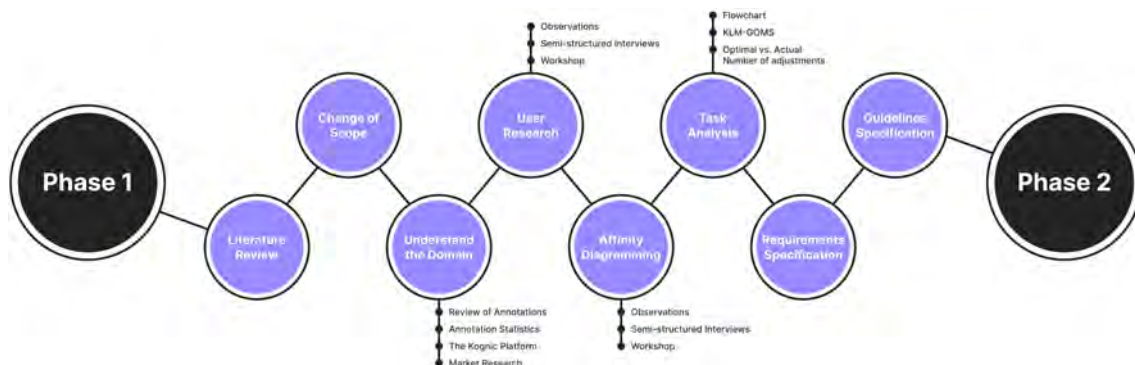 Phase 1
Literature
Review
Change of
Scope
Understand
the Domain
Review of Annotations
Annotation Statistics
The Kognic Platform
Market Research
Observations
Semi-structured Interviews
Workshop
User
Research
Affinity
Diagramming
Observations
Semi-structured Interviews
Workshop
Flowchart
KLM-GOMS
Optimal vs. Actual
Number of adjustments
Task
Analysis
Requirements
Specification
Guidelines
Specification
Phase 2